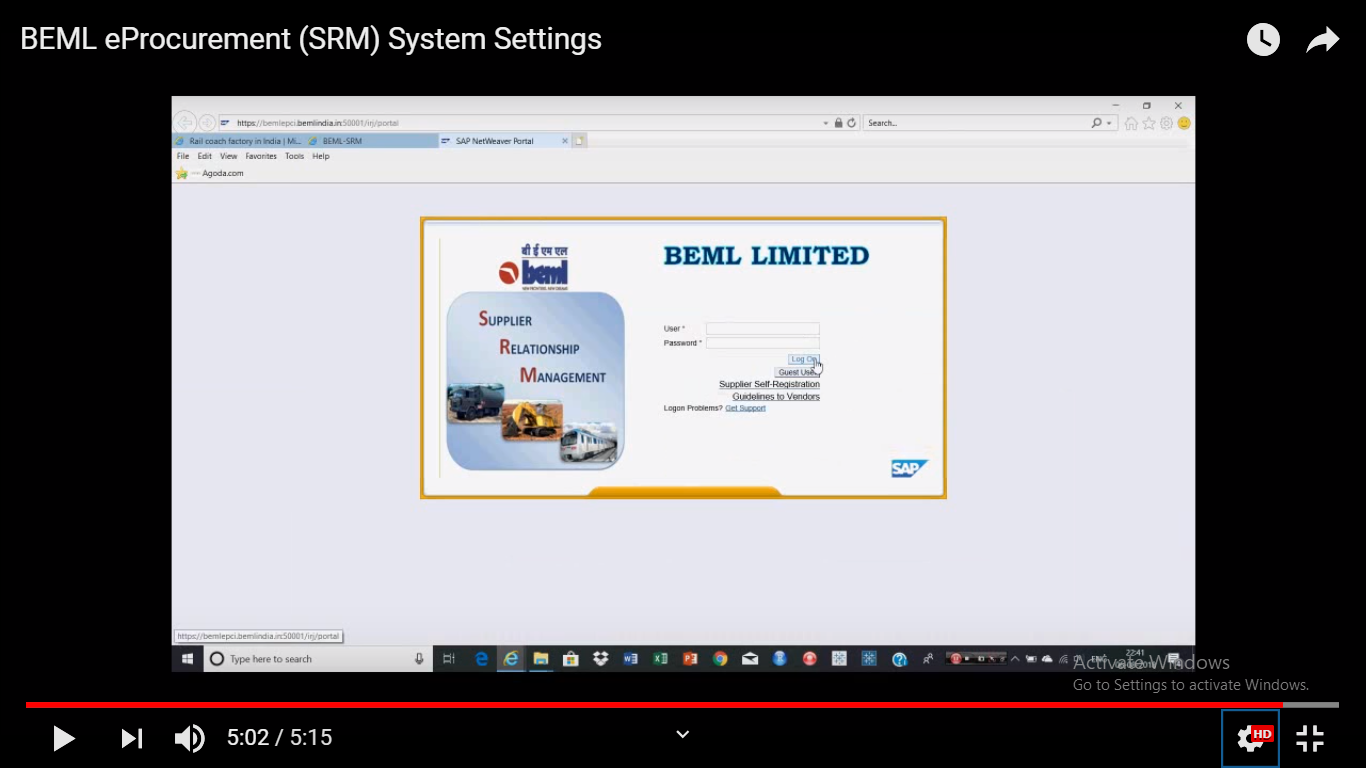 BEML eProcurement (SRM) System Settings
https://bemlepci.bemlindia.in:50001/irj/portal
Search...
Rail coach factory in India | Mi...
BEML-SRM
SAP NetWeaver Portal
File Edit View Favorites Tools Help
Agoda.com
बी ई एम एल
beml
BEML LIMITED
SUPPLIER
RELATIONSHIP
MANAGEMENT
User *
Password *
Log On
Guest User
Supplier Self-Registration
Guidelines to Vendors
Logon Problems? Get Support
SAP
https://bemlepci.bemlindia.in:50001/irj/portal
Type here to search
ENG
22:41
Activate Windows
Go to Settings to activate Windows.
5:02 / 5:15
HD